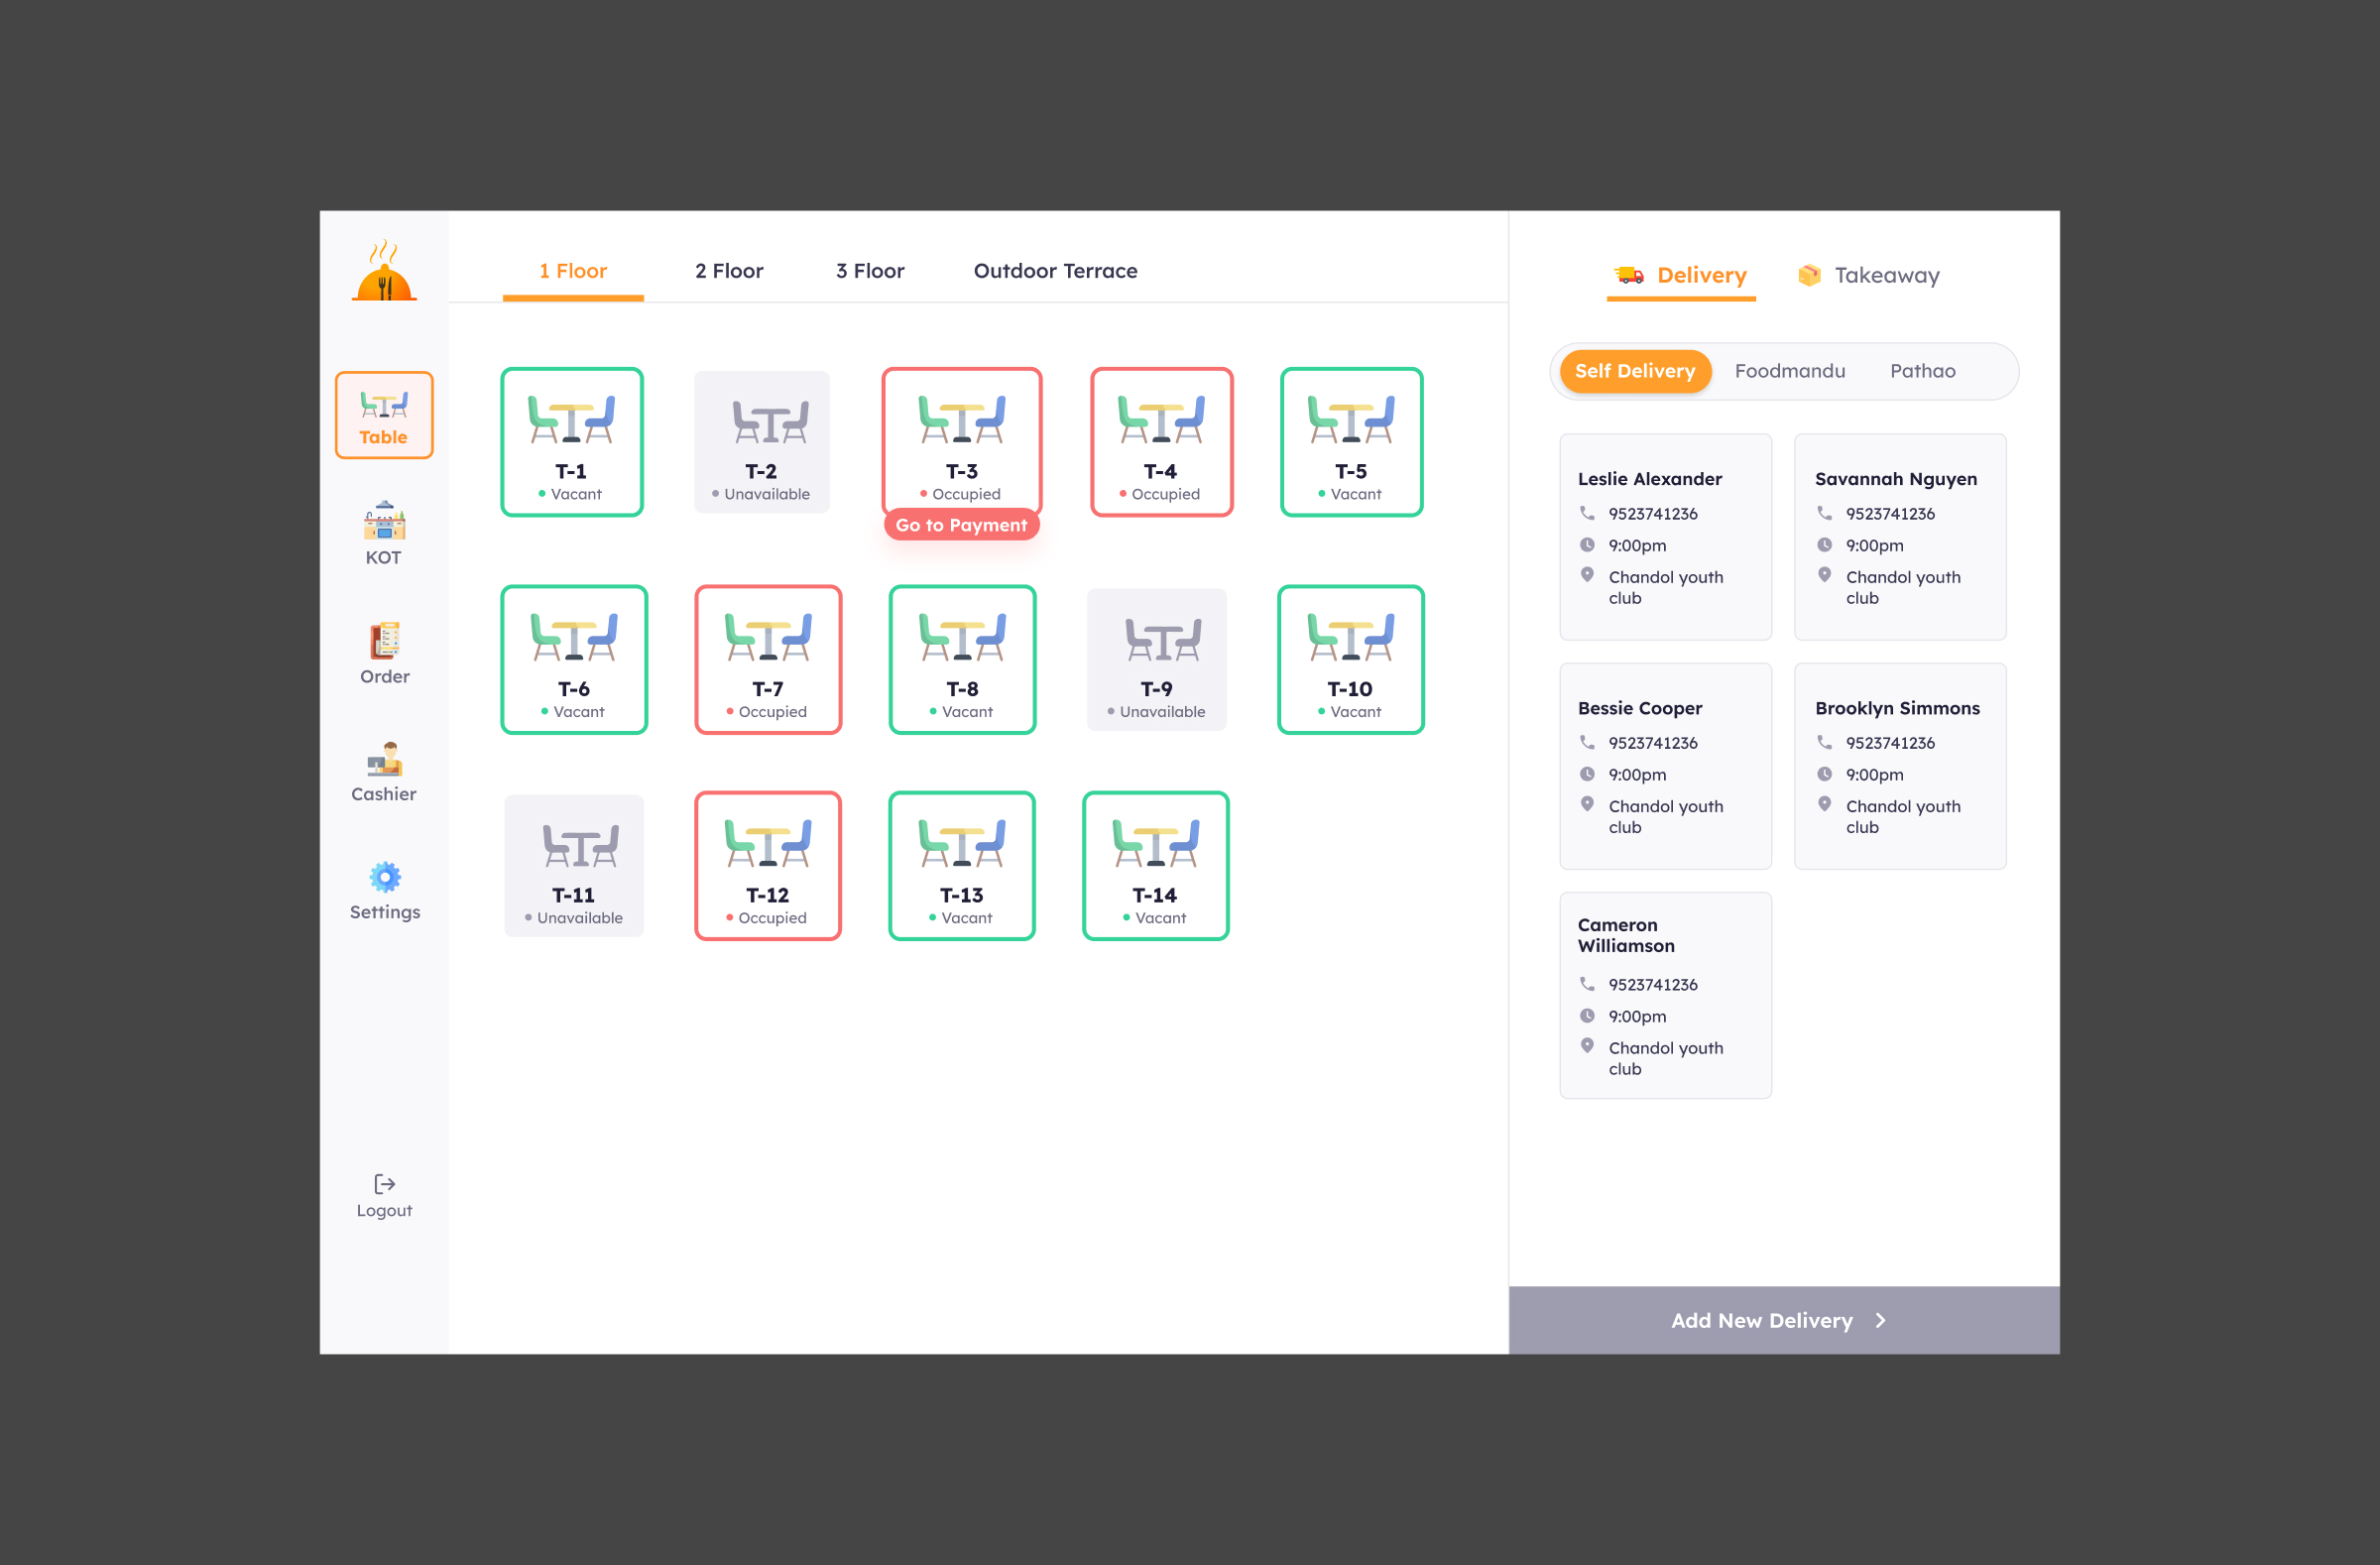 Table
KOT
Order
Cashier
Settings
Logout
1 Floor
2 Floor
3 Floor
Outdoor Terrace
T-1
Vacant
T-2
Unavailable
T-3
Occupied
Go to Payment
T-4
Occupied
T-5
Vacant
T-6
Vacant
T-7
Occupied
T-8
Vacant
T-9
Unavailable
T-10
Vacant
T-11
Unavailable
T-12
Occupied
T-13
Vacant
T-14
Vacant
Delivery
Takeaway
Self Delivery
Foodmandu
Pathao
Leslie Alexander
9523741236
9:00pm
Chandol youth
club
Savannah Nguyen
9523741236
9:00pm
Chandol youth
club
Bessie Cooper
9523741236
9:00pm
Chandol youth
club
Brooklyn Simmons
9523741236
9:00pm
Chandol youth
club
Cameron
Williamson
9523741236
9:00pm
Chandol youth
club
Add New Delivery